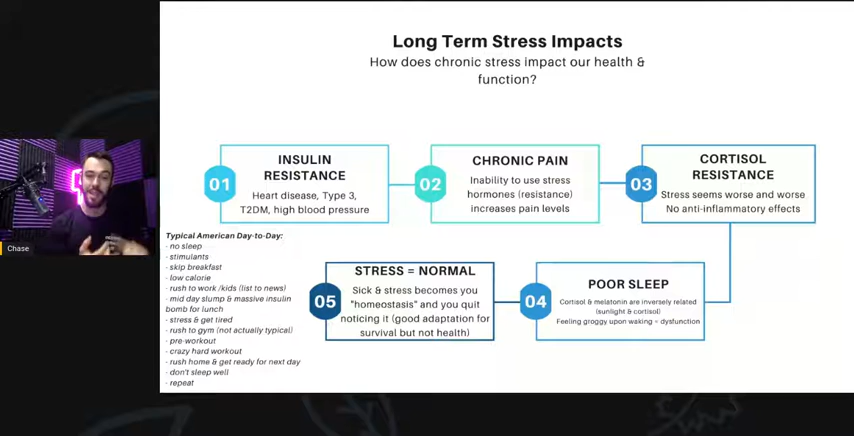 Long Term Stress Impacts
How does chronic stress impact our health &
function?
01
INSULIN
RESISTANCE
Heart disease, Type 3,
T2DM, high blood pressure
02
CHRONIC PAIN
Inability to use stress
hormones (resistance)
increases pain levels
03
CORTISOL
RESISTANCE
Stress seems worse and worse
No anti-inflammatory effects
04
POOR SLEEP
Cortisol & melatonin are inversely related
(sunlight & cortisol)
Feeling groggy upon waking = dysfunction
05
STRESS = NORMAL
Sick & stress becomes you
"homeostasis" and you quit
noticing it (good adaptation for
survival but not health)
Typical American Day-to-Day:
- no sleep
- stimulants
- skip breakfast
- low calorie
- rush to work /kids (list to news)
- mid day slump & massive insulin
bomb for lunch
- stress & get tired
- rush to gym (not actually typical)
- pre-workout
- crazy hard workout
- rush home & get ready for next day
- don't sleep well
- repeat
Chase